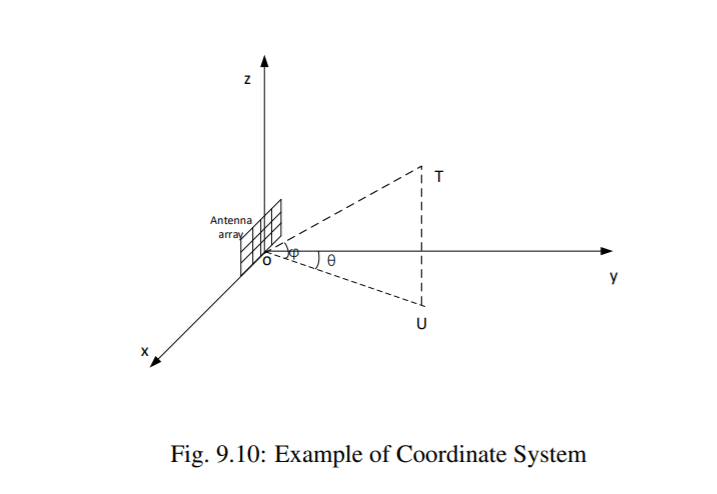 z
T
Antenna
array
φ
O
θ
y
U
x
Fig. 9.10: Example of Coordinate System